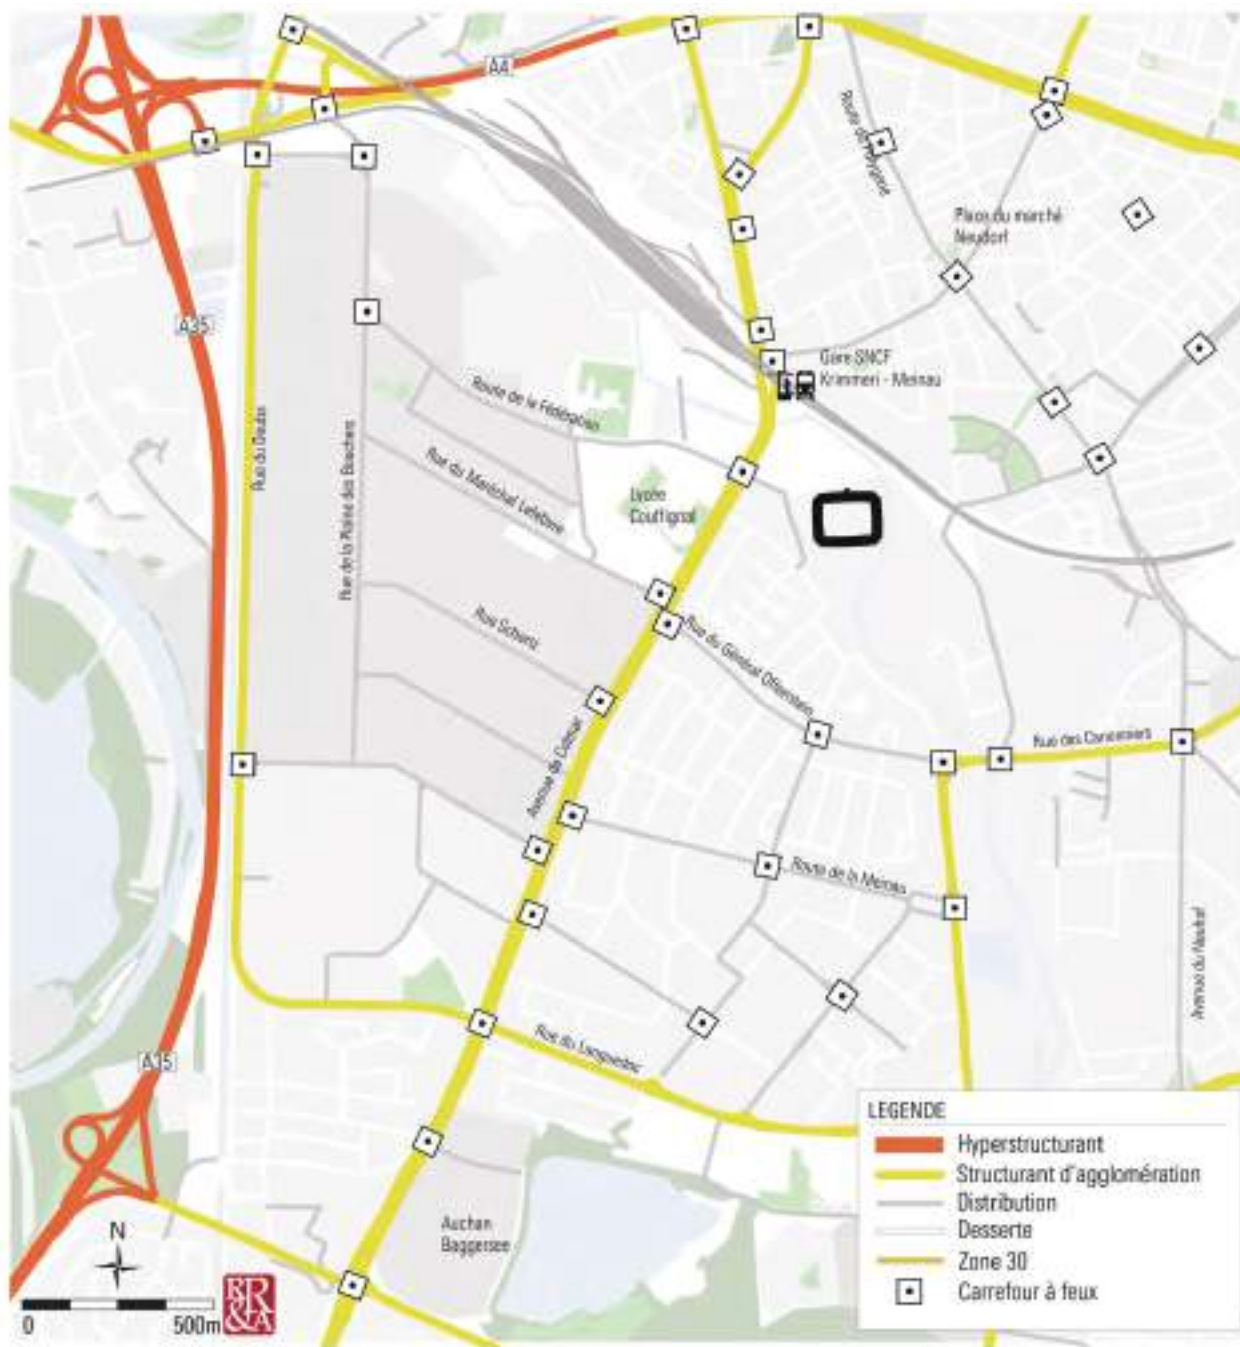 A4
Route du Polygone
Place du marché
Neudorf
A35
Gare SNCF
Krimmeri - Meinau
Route de la Fédération
Rue du Doubs
Rue de la Plaine des Bouchers
Rue du Maréchal Lefebvre
Lycée
Couffignal
Rue Schertz
Rue du Général Offenstein
Rue des Canonniers
Avenue de Colmar
Route de la Meinau
Avenue du Neuhof
Rue du Languedoc
A35
LEGENDE
Hyperstructurant
Structurant d'agglomération
Distribution
Desserte
Zone 30
Carrefour à feux
Auchan
Baggersee
N
0 500m
RR&A